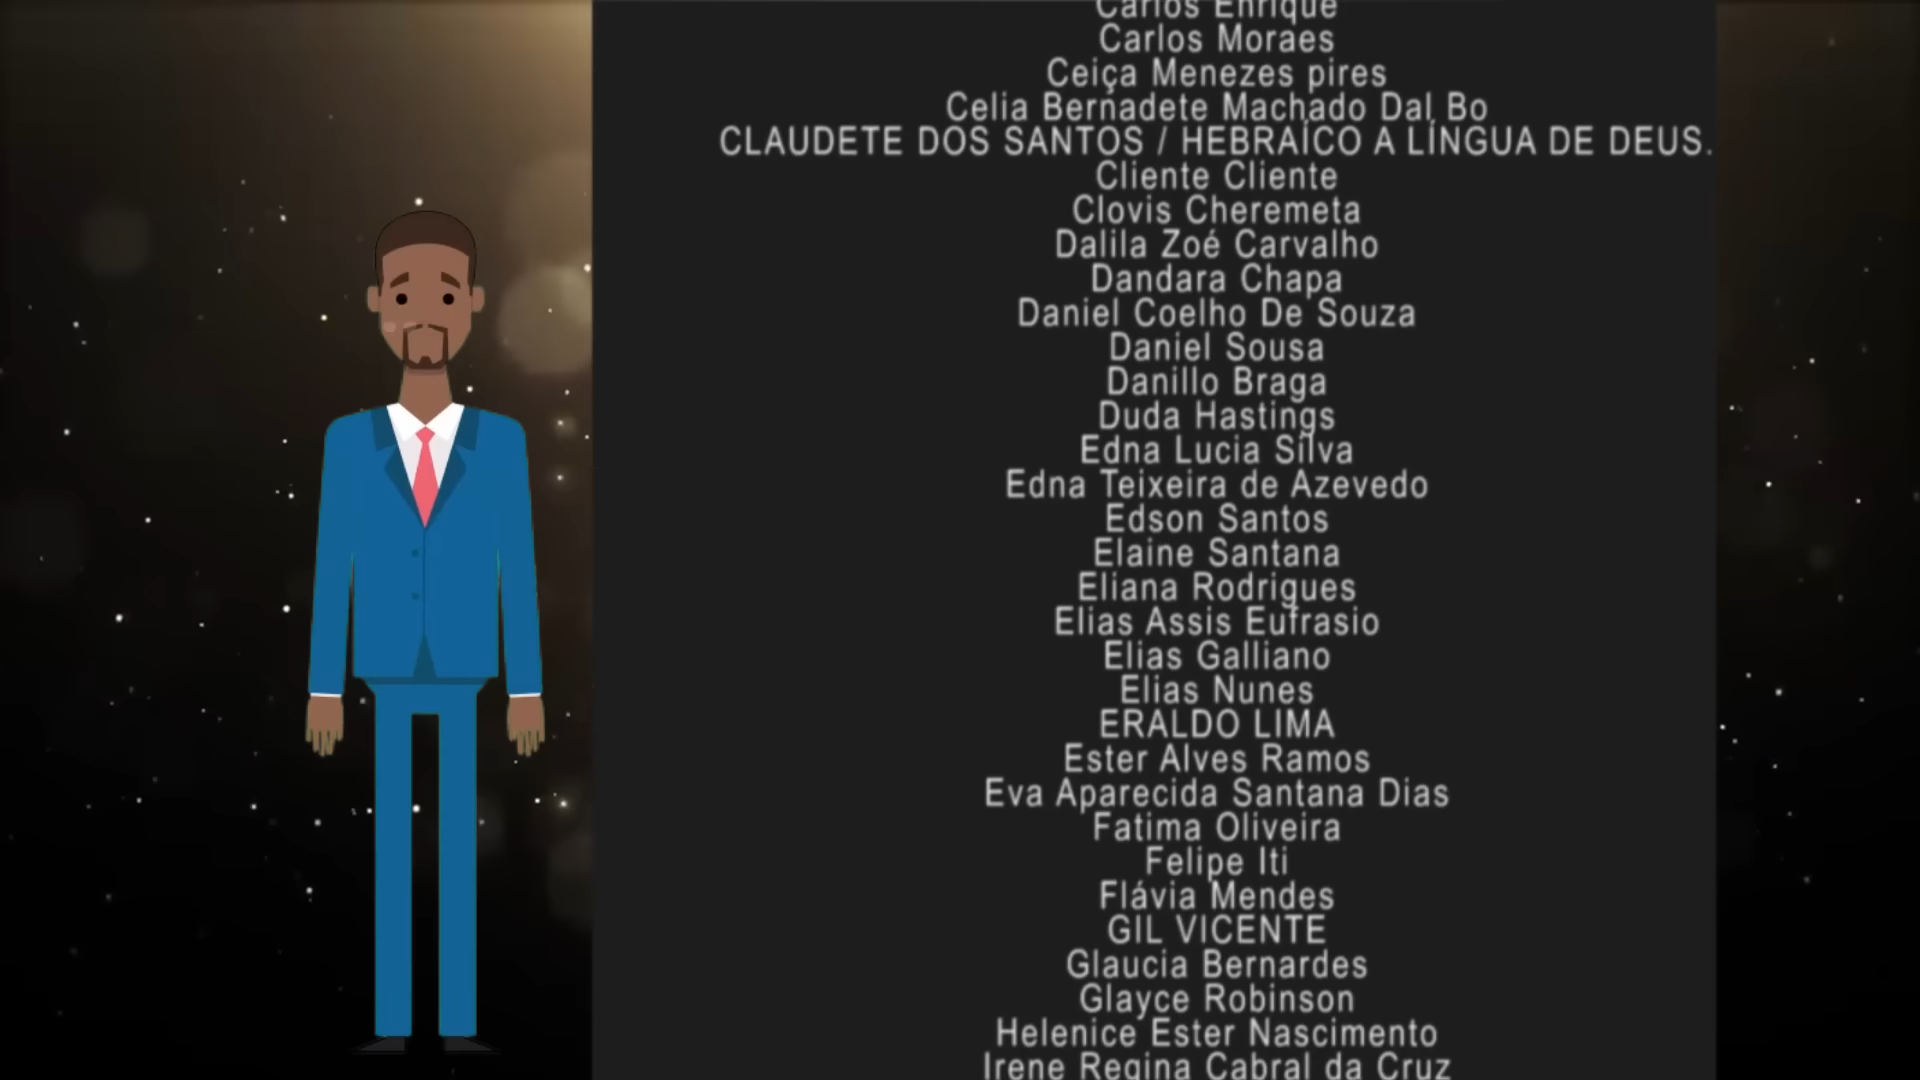 Carlos Enrique
Carlos Moraes
Ceiça Menezes pires
Celia Bernadete Machado Dal Bo
CLAUDETE DOS SANTOS / HEBRAÍCO A LÍNGUA DE DEUS.
Cliente Cliente
Clovis Cheremeta
Dalila Zoé Carvalho
Dandara Chapa
Daniel Coelho De Souza
Daniel Sousa
Danillo Braga
Duda Hastings
Edna Lucia Silva
Edna Teixeira de Azevedo
Edson Santos
Elaine Santana
Eliana Rodrigues
Elias Assis Eufrasio
Elias Galliano
Elias Nunes
ERALDO LIMA
Ester Alves Ramos
Eva Aparecida Santana Dias
Fatima Oliveira
Felipe Iti
Flávia Mendes
GIL VICENTE
Glaucia Bernardes
Glayce Robinson
Helenice Ester Nascimento
Irene Regina Cabral da Cruz